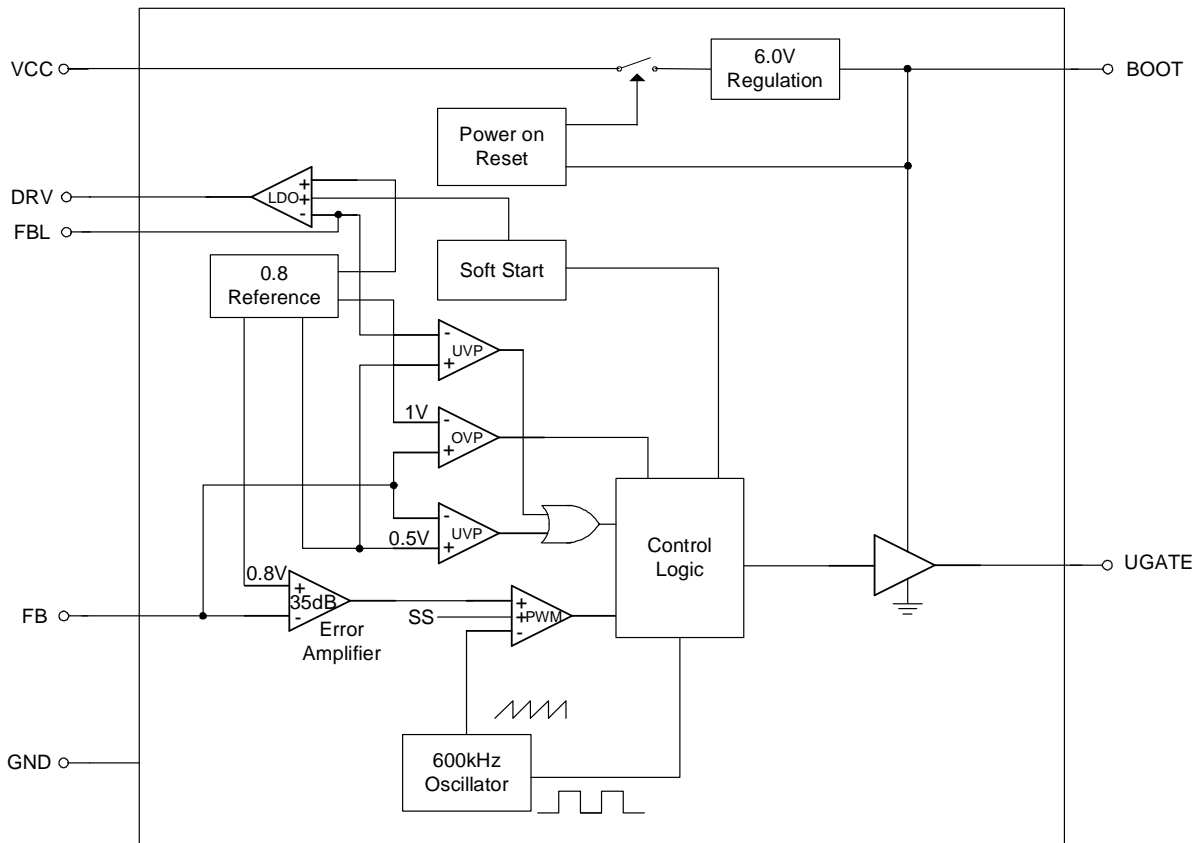 VCC
6.0V
Regulation
BOOT
Power on
Reset
DRV
LDO
+
+
-
FBL
0.8
Reference
Soft Start
-
UVP
+
1V
-
OVP
+
-
UVP
0.5V
+
Control
Logic
UGATE
0.8V
+
35dB
-
Error
Amplifier
FB
SS
+
+
PWM
-
GND
600kHz
Oscillator